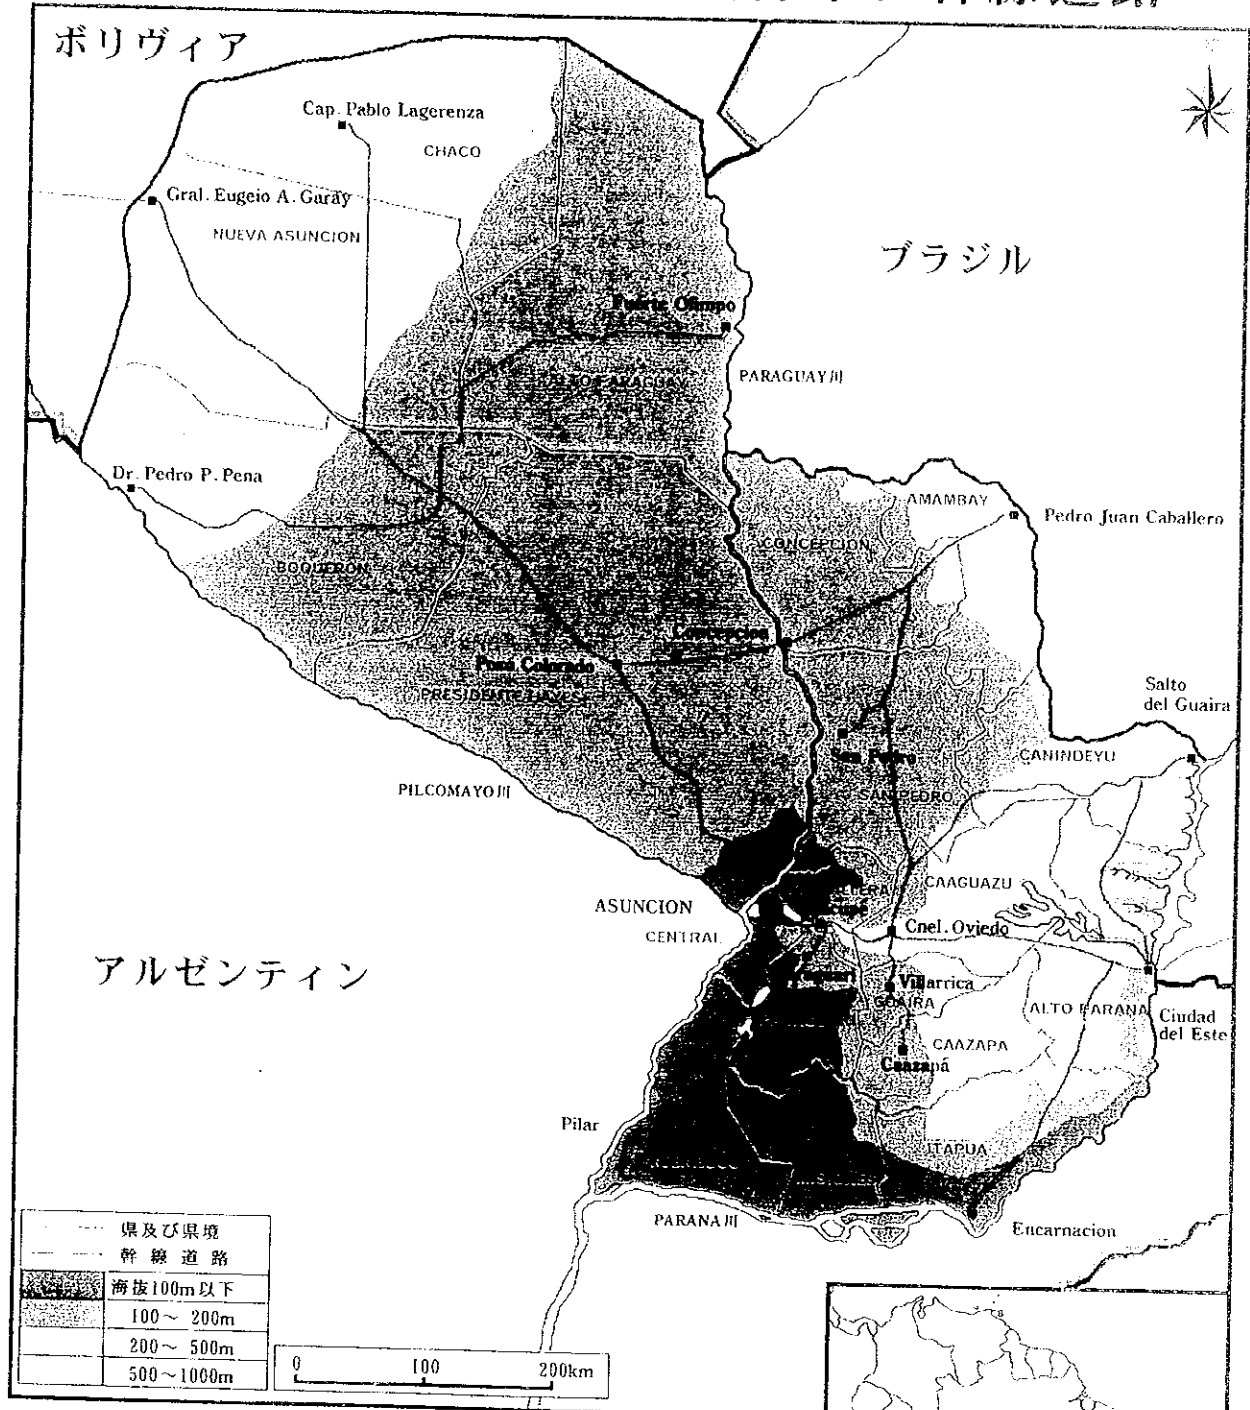 ボリヴィア
Cap. Pablo Lagerenza
CHACO
Gral. Eugeio A. Garay
NUEVA ASUNCION
ブラジル
Fuerte Olimpo
PARAGUAY
PARAGUAY川
Dr. Pedro P. Pena
AMAMBAY
Pedro Juan Caballero
CONCEPCION
BOQUERON
Concepcion
Pozo Colorado
PRESIDENTE HAYES
Salto
del Guaira
San Pedro
CANINDEYU
PILCOMAYO川
SAN PEDRO
CAAGUAZU
ASUNCION
Cnel. Oviedo
CENTRAL
アルゼンティン
Villarrica
GUAIRA
ALTO PARANA
Ciudad
del Este
CAAZAPA
Caazapá
Pilar
ITAPUA
PARANA川
Encarnacion
県及び県境
幹線道路
海抜100m以下
100～ 200m
200～ 500m
500～1000m
0 100 200km